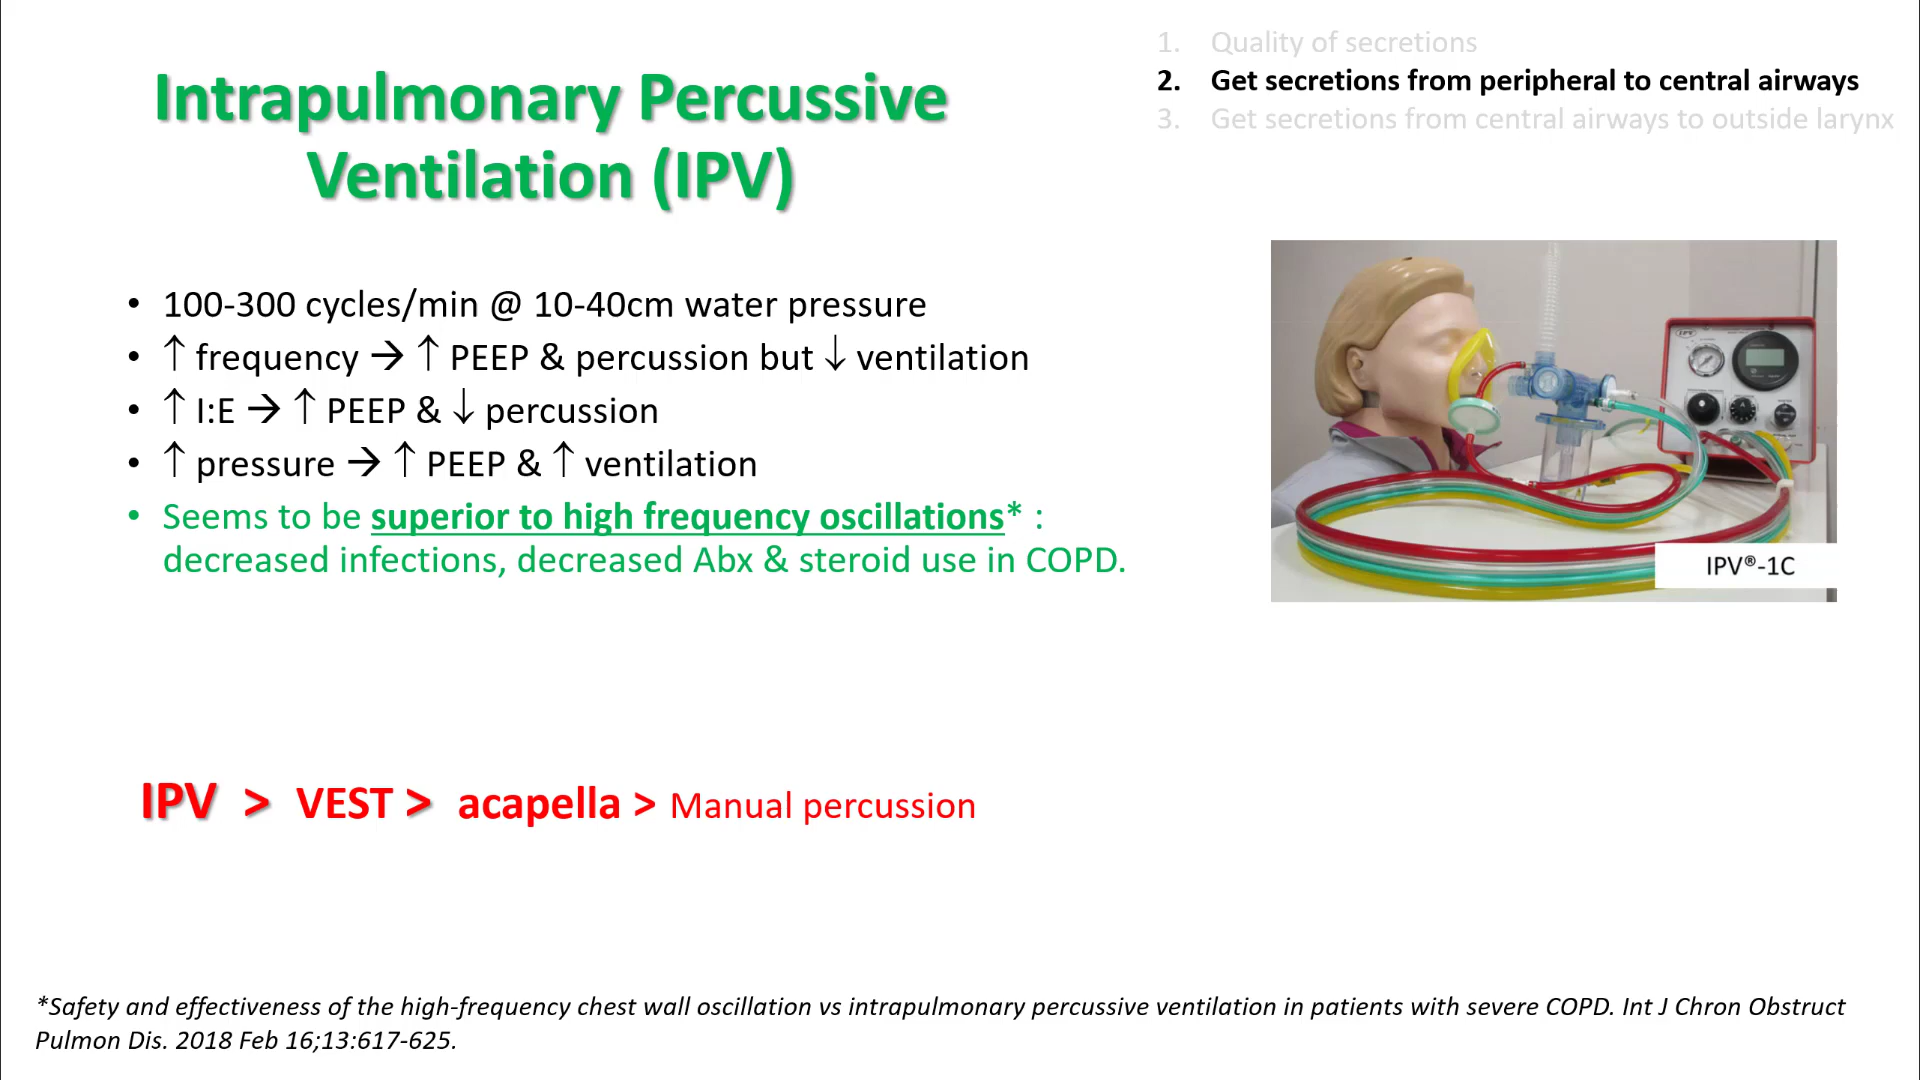 1. Quality of secretions
2. Get secretions from peripheral to central airways
3. Get secretions from central airways to outside larynx
Intrapulmonary Percussive
Ventilation (IPV)
• 100-300 cycles/min @ 10-40cm water pressure
• ↑ frequency → ↑ PEEP & percussion but ↓ ventilation
• ↑ I:E → ↑ PEEP & ↓ percussion
• ↑ pressure → ↑ PEEP & ↑ ventilation
• Seems to be superior to high frequency oscillations* :
decreased infections, decreased Abx & steroid use in COPD.
IPV®-1C
IPV > VEST > acapella > Manual percussion
*Safety and effectiveness of the high-frequency chest wall oscillation vs intrapulmonary percussive ventilation in patients with severe COPD. Int J Chron Obstruct
Pulmon Dis. 2018 Feb 16;13:617-625.